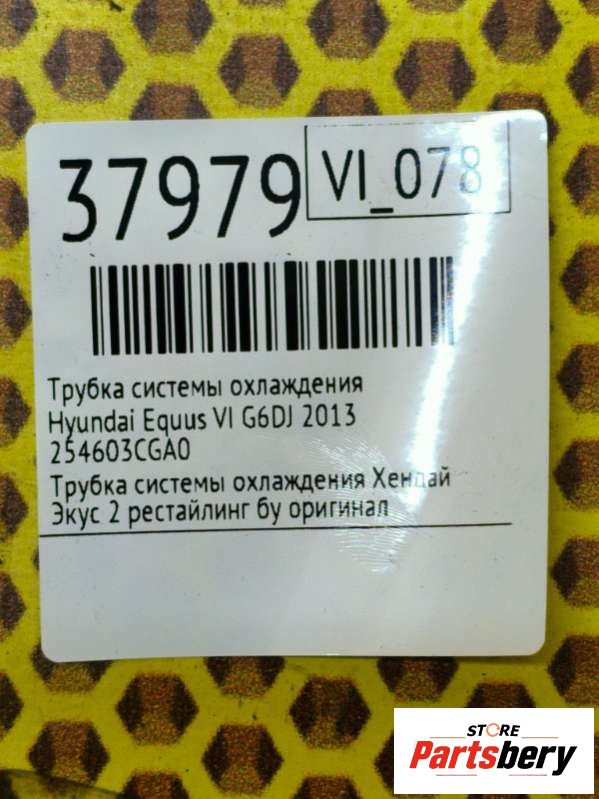 37979
VI_078
Трубка системы охлаждения
Hyundai Equus VI G6DJ 2013
254603CGA0
Трубка системы охлаждения Хендай
Экус 2 рестайлинг бу оригинал
STORE
Partsbery